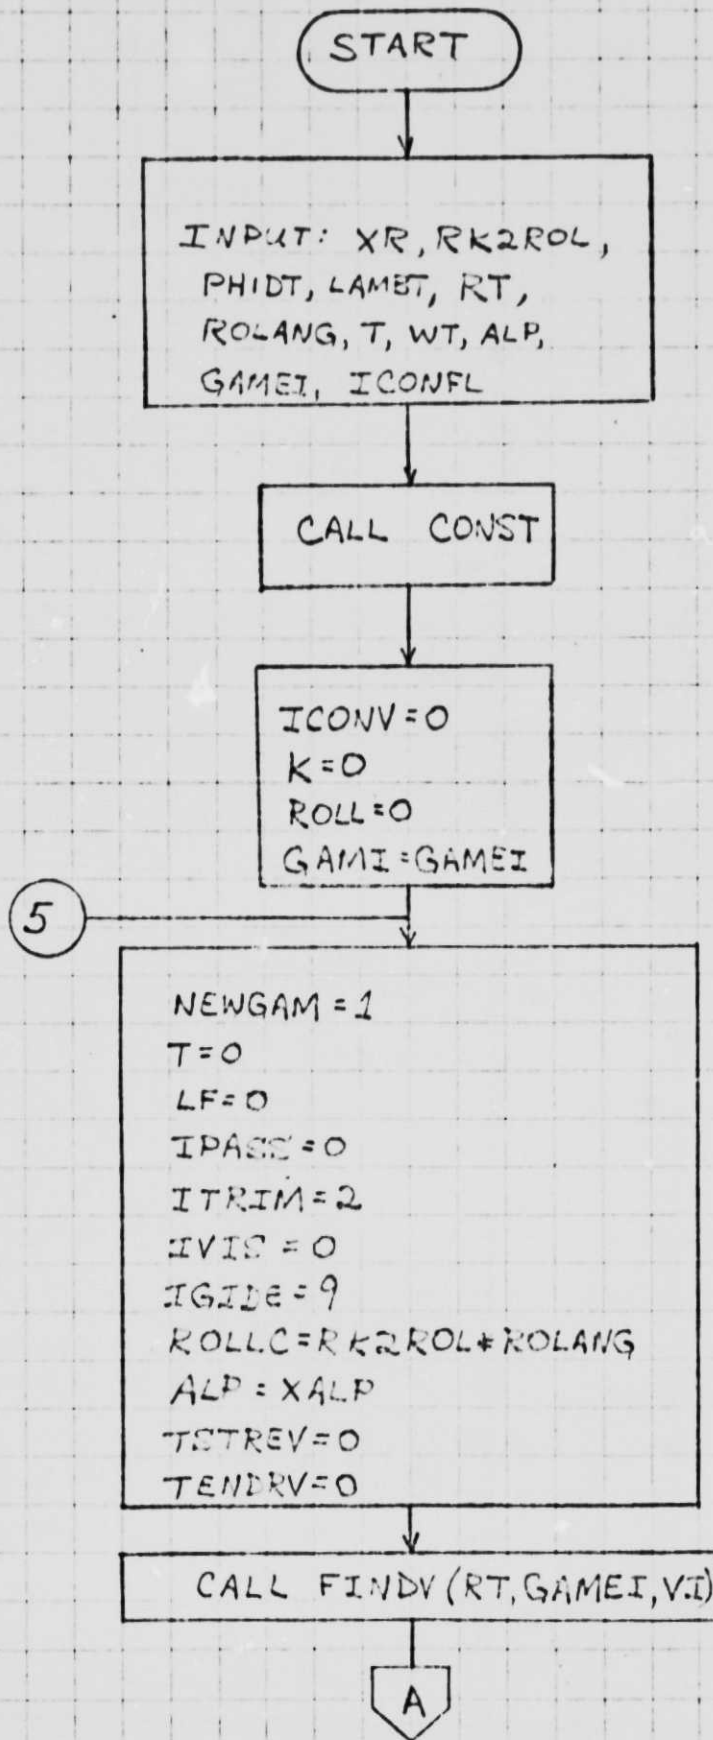 START
INPUT: XR, RK2ROL,
PHIDT, LAMBT, RT,
ROLANG, T, WT, ALP,
GAMEI, ICONFL
CALL CONST
ICONV=0
K=0
ROLL=0
GAMI=GAMEI
5
NEWGAM=1
T=0
LF=0
IPASS=0
ITRIM=2
IVIS=0
IGIDE=9
ROLLC=RK2ROL*ROLANG
ALP=XALP
TSTREV=0
TENDRV=0
CALL FINDV(RT,GAMEI,VI)
A